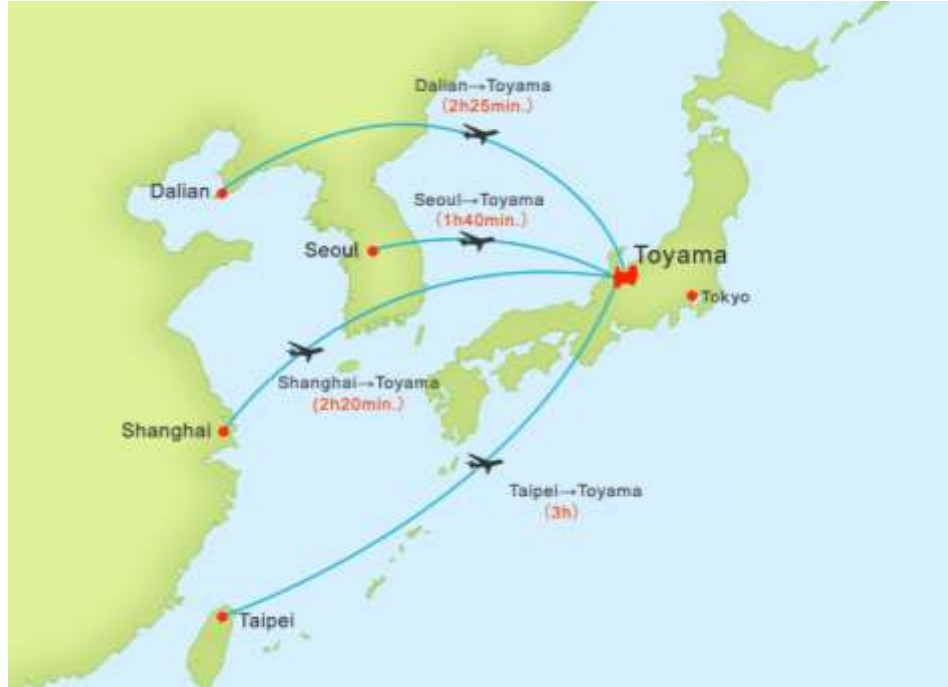 Dalian→Toyama
(2h25min.)
Dalian
Seoul→Toyama
(1h40min.)
Seoul
Toyama
Tokyo
Shanghai→Toyama
(2h20min.)
Shanghai
Taipei→Toyama
(3h)
Taipei